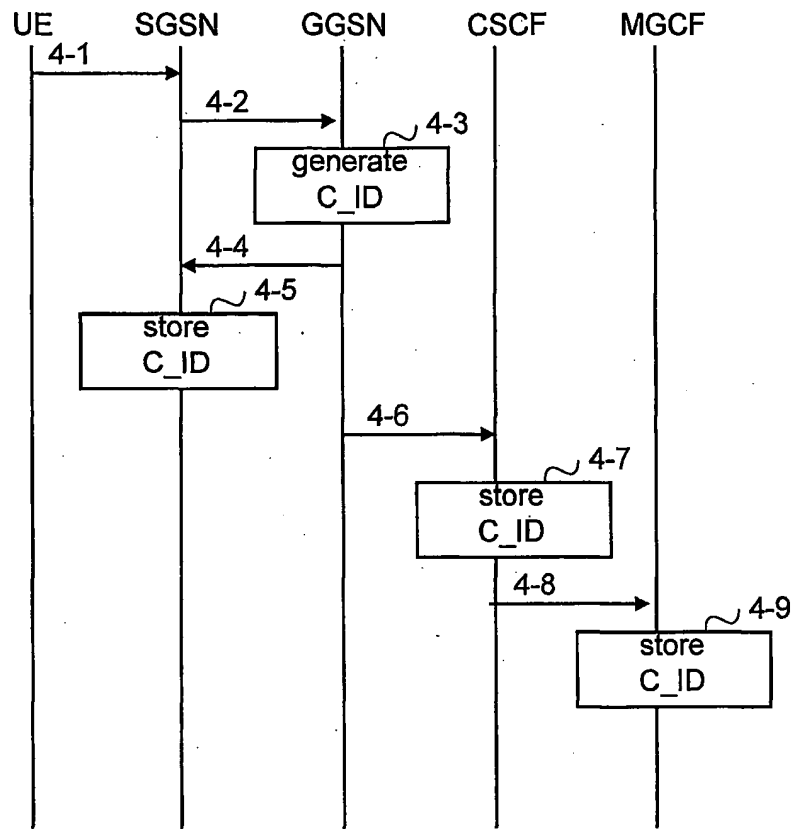 UE SGSN GGSN CSCF MGCF
4-1
4-2
4-3
generate
C_ID
4-4
4-5
store
C_ID
4-6
4-7
store
C_ID
4-8
4-9
store
C_ID